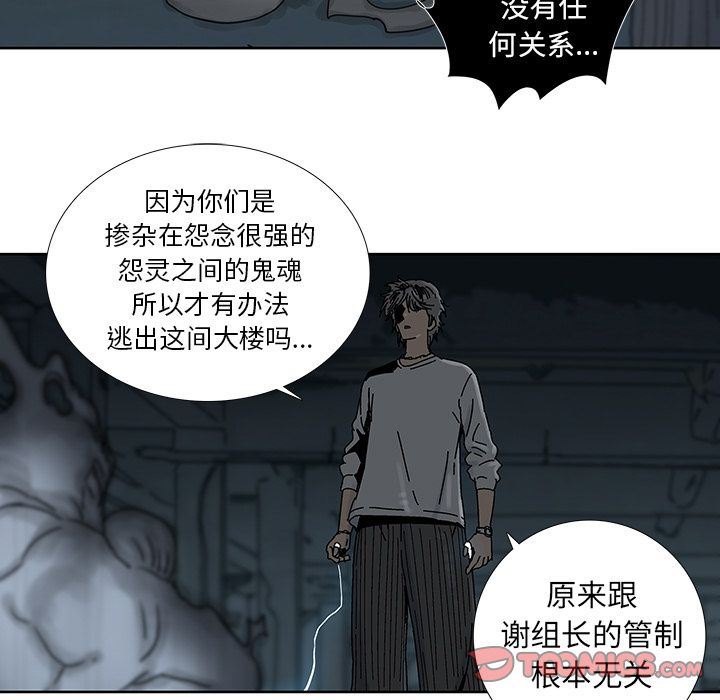 没有任
何关系...
因为你们是
掺杂在怨念很强的
怨灵之间的鬼魂
所以才有办法
逃出这间大楼吗...
原来跟
谢组长的管制
根本无关
TOOMICS.COM